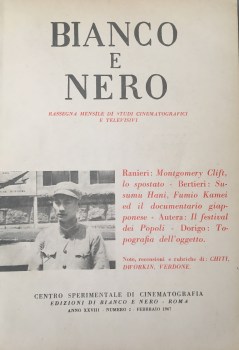 BIANCO
E
NERO
RASSEGNA MENSILE DI STUDI CINEMATOGRAFICI
E TELEVISIVI
Ranieri: Montgomery Clift,
lo spostato - Bertieri: Su-
sumu Hani, Fumio Kamei
ed il documentario giap-
ponese - Autera: Il festival
dei Popoli - Dorigo: To-
pografia dell'oggetto.
Note, recensioni e rubriche di: CHITI,
DWORKIN, VERDONE.
CENTRO SPERIMENTALE DI CINEMATOGRAFIA
EDIZIONI DI BIANCO E NERO - ROMA
ANNO XXVIII - NUMERO 2 - FEBBRAIO 1967